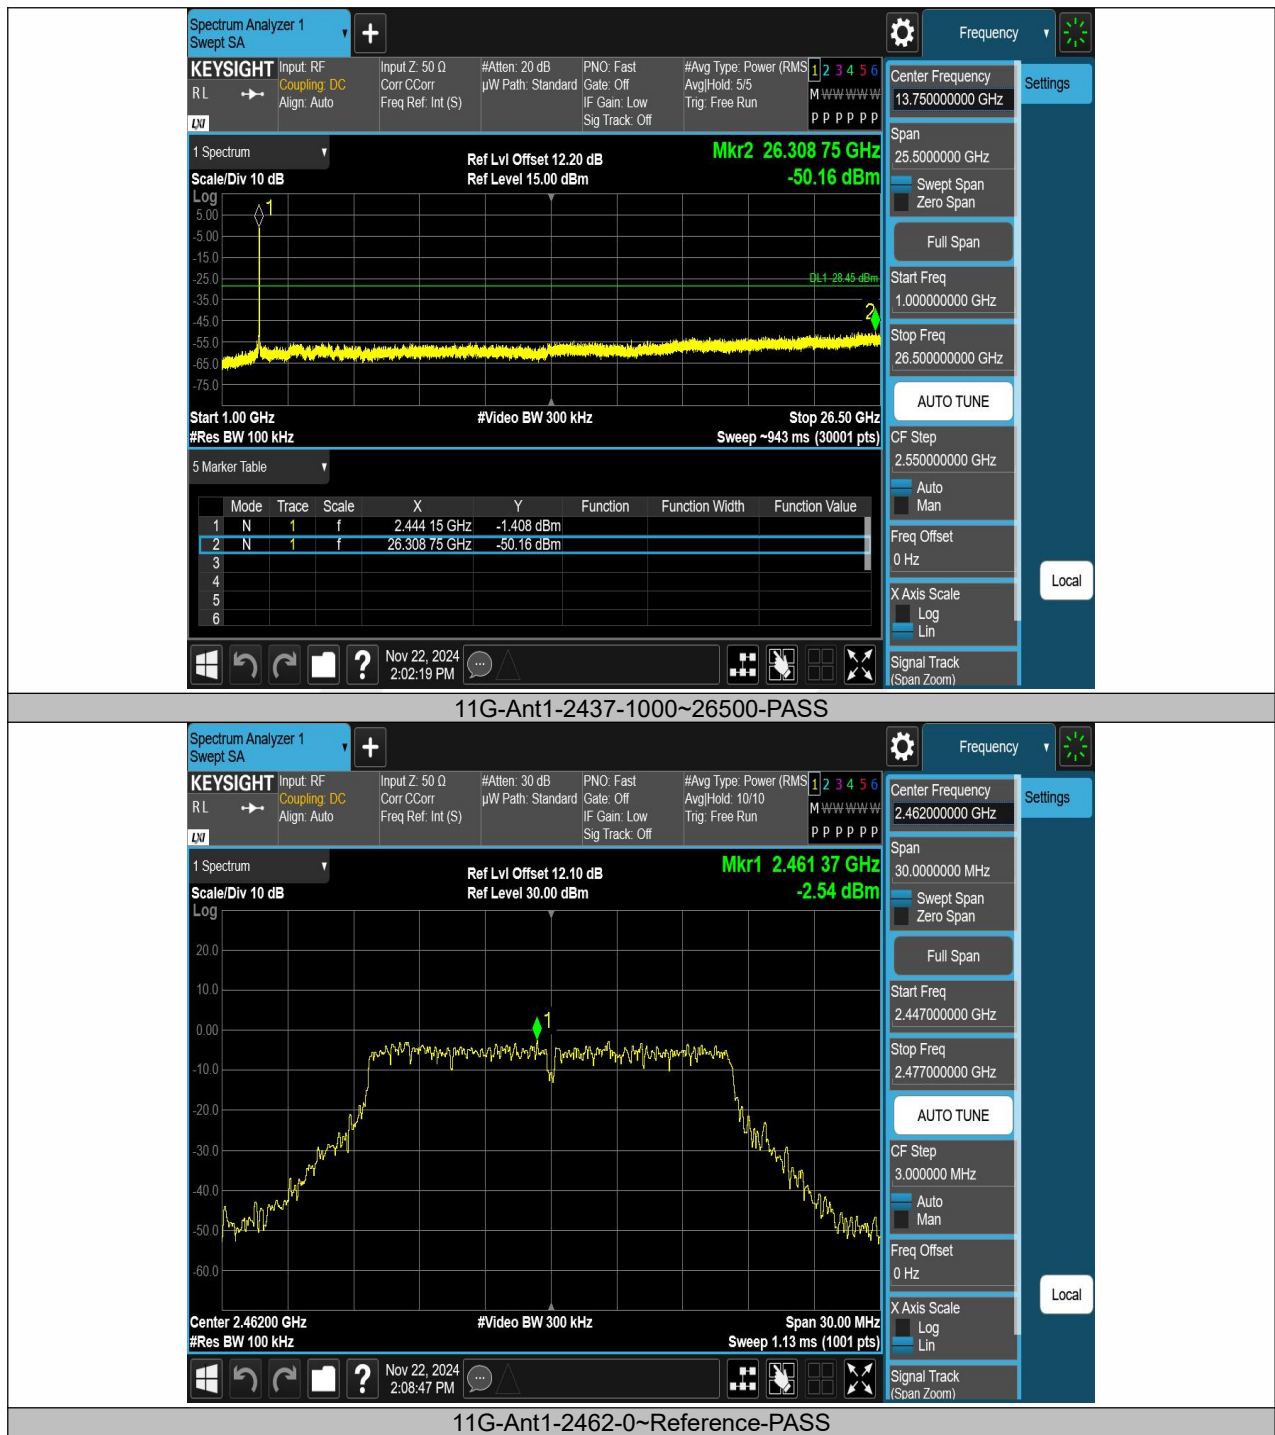 Spectrum Analyzer 1
Swept SA
+
Frequency
KEYSIGHT
RL
LXI
Input: RF
Coupling: DC
Align: Auto
Input Z: 50 Ω
Corr CCorr
Freq Ref: Int (S)
#Atten: 20 dB
µW Path: Standard
PNO: Fast
Gate: Off
IF Gain: Low
Sig Track: Off
#Avg Type: Power (RMS
Avg|Hold: 5/5
Trig: Free Run
1 2 3 4 5 6
M W W W W W
P P P P P P
1 Spectrum
Scale/Div 10 dB
Ref Lvl Offset 12.20 dB
Ref Level 15.00 dBm
Mkr2 26.308 75 GHz
-50.16 dBm
Log
5.00
-5.00
-15.0
-25.0
-35.0
-45.0
-55.0
-65.0
-75.0
1
DL1 -28.45 dBm
2
Start 1.00 GHz
#Res BW 100 kHz
#Video BW 300 kHz
Stop 26.50 GHz
Sweep ~943 ms (30001 pts)
5 Marker Table
Mode Trace Scale X Y Function Function Width Function Value
1 N 1 f 2.444 15 GHz -1.408 dBm
2 N 1 f 26.308 75 GHz -50.16 dBm
3
4
5
6
Nov 22, 2024
2:02:19 PM
Center Frequency
13.750000000 GHz
Settings
Span
25.5000000 GHz
Swept Span
Zero Span
Full Span
Start Freq
1.000000000 GHz
Stop Freq
26.500000000 GHz
AUTO TUNE
CF Step
2.550000000 GHz
Auto
Man
Freq Offset
0 Hz
X Axis Scale
Log
Lin
Local
Signal Track
(Span Zoom)
11G-Ant1-2437-1000~26500-PASS
Spectrum Analyzer 1
Swept SA
+
Frequency
KEYSIGHT
RL
LXI
Input: RF
Coupling: DC
Align: Auto
Input Z: 50 Ω
Corr CCorr
Freq Ref: Int (S)
#Atten: 30 dB
µW Path: Standard
PNO: Fast
Gate: Off
IF Gain: Low
Sig Track: Off
#Avg Type: Power (RMS
Avg|Hold: 10/10
Trig: Free Run
1 2 3 4 5 6
M W W W W W
P P P P P P
1 Spectrum
Scale/Div 10 dB
Ref Lvl Offset 12.10 dB
Ref Level 30.00 dBm
Mkr1 2.461 37 GHz
-2.54 dBm
Log
20.0
10.0
0.00
-10.0
-20.0
-30.0
-40.0
-50.0
-60.0
1
Center 2.46200 GHz
#Res BW 100 kHz
#Video BW 300 kHz
Span 30.00 MHz
Sweep 1.13 ms (1001 pts)
Nov 22, 2024
2:08:47 PM
Center Frequency
2.462000000 GHz
Settings
Span
30.0000000 MHz
Swept Span
Zero Span
Full Span
Start Freq
2.447000000 GHz
Stop Freq
2.477000000 GHz
AUTO TUNE
CF Step
3.000000 MHz
Auto
Man
Freq Offset
0 Hz
X Axis Scale
Log
Lin
Local
Signal Track
(Span Zoom)
11G-Ant1-2462-0~Reference-PASS